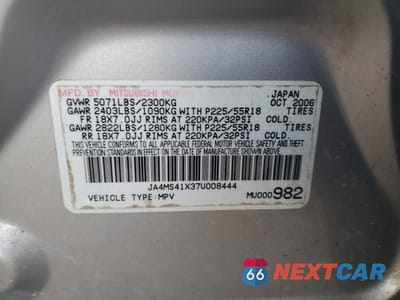 MFD. BY MITSUBISHI MOTORS JAPAN
GVWR 5071LBS/2300KG OCT 2006
GAWR 2403LBS/1090KG WITH P225/55R18 TIRES
FR 18X7.0JJ RIMS AT 220KPA/32PSI COLD.
GAWR 2822LBS/1280KG WITH P225/55R18 TIRES
RR 18X7.0JJ RIMS AT 220KPA/32PSI COLD.
THIS VEHICLE CONFORMS TO ALL APPLICABLE FEDERAL
MOTOR VEHICLE SAFETY STANDARDS IN EFFECT ON THE DATE OF
MANUFACTURE SHOWN ABOVE.
JA4MS41X37U008444
VEHICLE TYPE:MPV MU000982
66 NEXTCAR